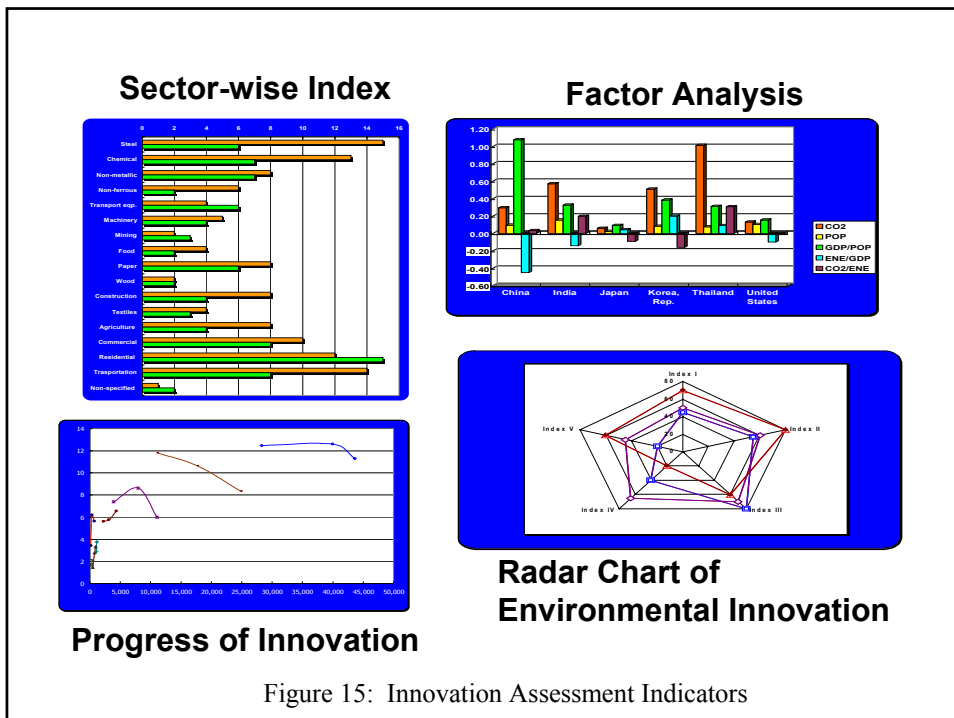 Sector-wise Index
0 2 4 6 8 10 12 14 16
Steel
Chemical
Non-metallic
Non-ferrous
Transport eqp.
Machinery
Mining
Food
Paper
Wood
Construction
Textiles
Agriculture
Commercial
Residential
Trasportation
Non-specified
Factor Analysis
1.20
1.00
0.80
0.60
0.40
0.20
0.00
-0.20
-0.40
-0.60
China India Japan Korea, Rep. Thailand United States
CO2
POP
GDP/POP
ENE/GDP
CO2/ENE
14
12
10
8
6
4
2
0
0 5,000 10,000 15,000 20,000 25,000 30,000 35,000 40,000 45,000 50,000
Progress of Innovation
Index I
80
60
40
20
0
Index V
Index II
Index IV
Index III
Radar Chart of
Environmental Innovation
Figure 15: Innovation Assessment Indicators